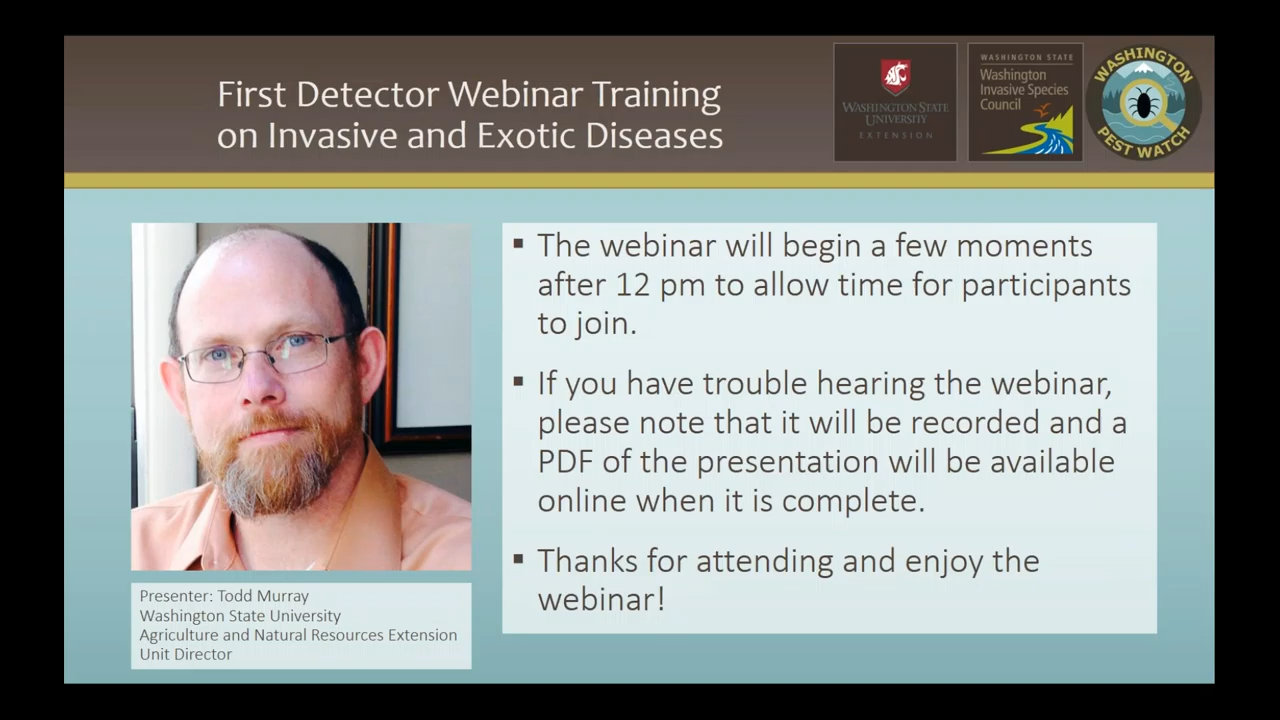 First Detector Webinar Training
on Invasive and Exotic Diseases
WASHINGTON STATE
UNIVERSITY
EXTENSION
WASHINGTON STATE
Washington
Invasive Species
Council
WASHINGTON
PEST WATCH
▪ The webinar will begin a few moments
after 12 pm to allow time for participants
to join.
▪ If you have trouble hearing the webinar,
please note that it will be recorded and a
PDF of the presentation will be available
online when it is complete.
▪ Thanks for attending and enjoy the
webinar!
Presenter: Todd Murray
Washington State University
Agriculture and Natural Resources Extension
Unit Director